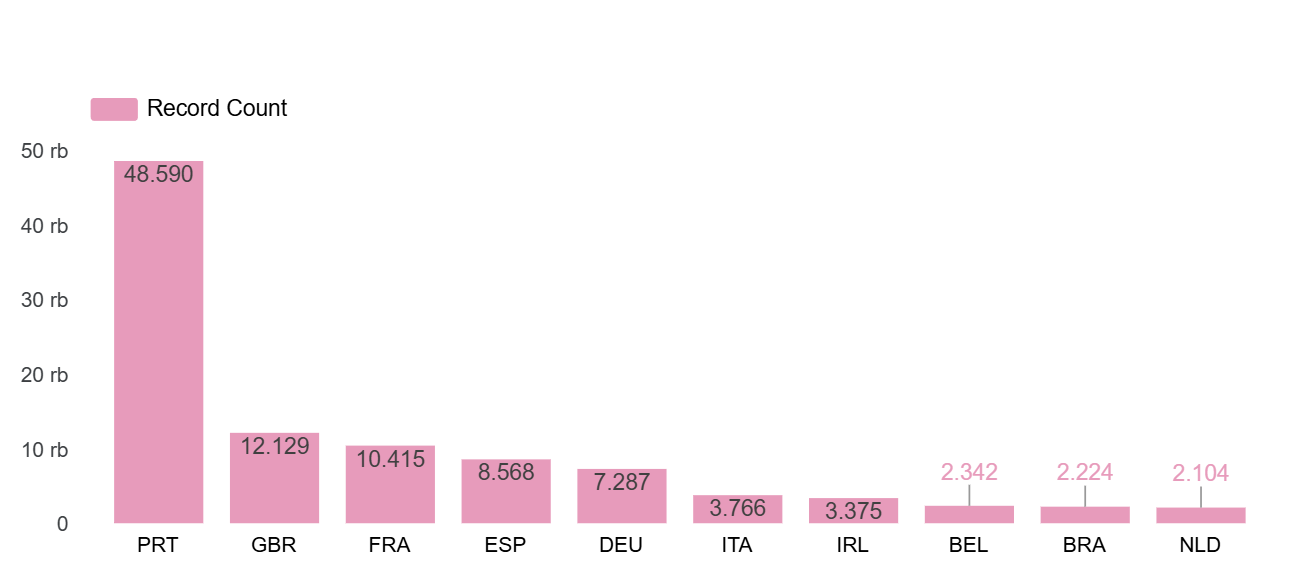 Record Count
50 rb
40 rb
30 rb
20 rb
10 rb
0
48.590
12.129
10.415
8.568
7.287
3.766
3.375
2.342
2.224
2.104
PRT GBR FRA ESP DEU ITA IRL BEL BRA NLD